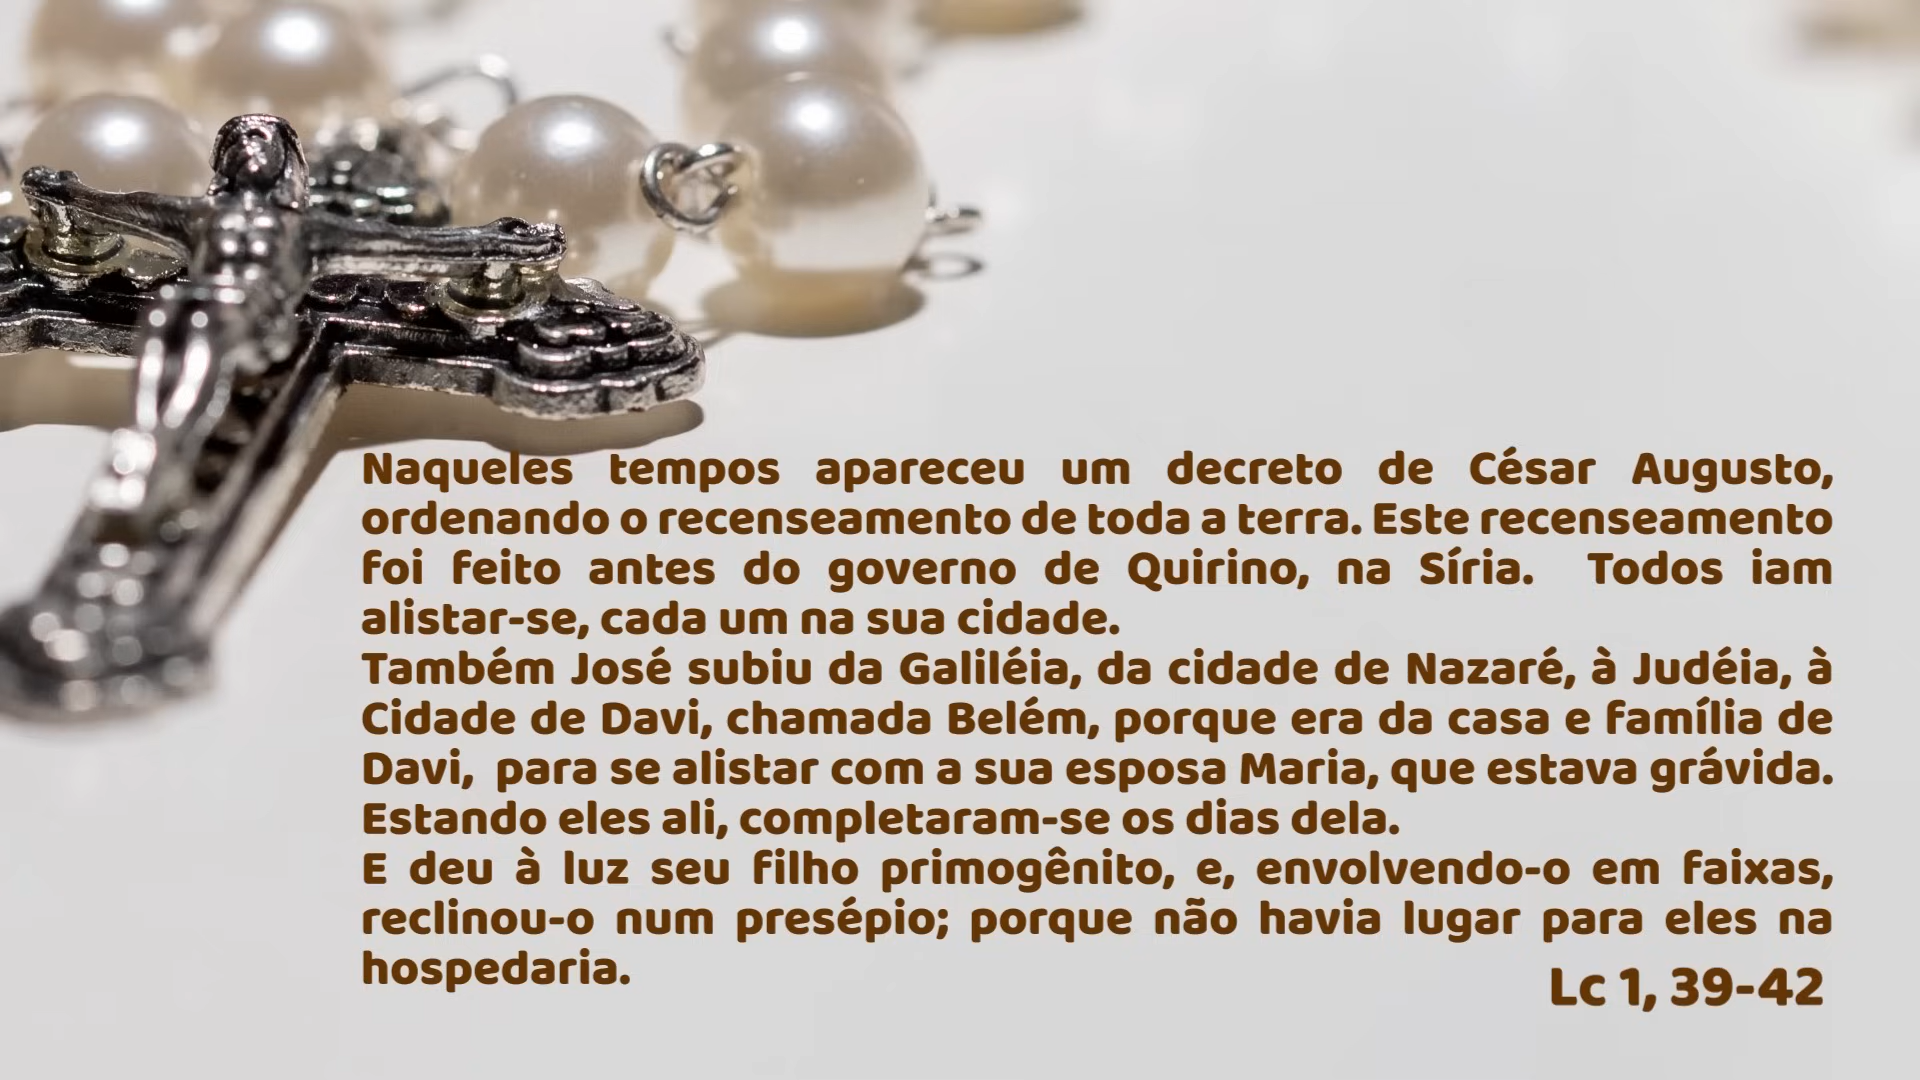 Naqueles tempos apareceu um decreto de César Augusto,
ordenando o recenseamento de toda a terra. Este recenseamento
foi feito antes do governo de Quirino, na Síria. Todos iam
alistar-se, cada um na sua cidade.
Também José subiu da Galiléia, da cidade de Nazaré, à Judéia, à
Cidade de Davi, chamada Belém, porque era da casa e família de
Davi, para se alistar com a sua esposa Maria, que estava grávida.
Estando eles ali, completaram-se os dias dela.
E deu à luz seu filho primogênito, e, envolvendo-o em faixas,
reclinou-o num presépio; porque não havia lugar para eles na
hospedaria.
Lc 1, 39-42